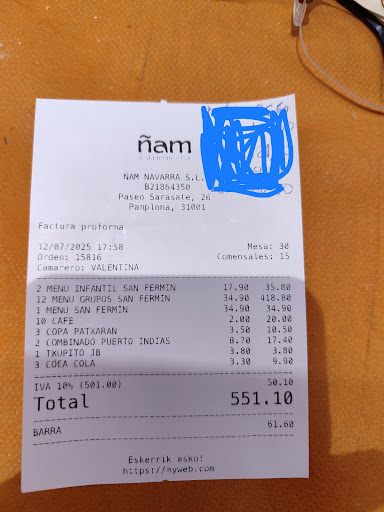 ñam
ÑAM NAVARRA S.L.
B21864350
Paseo Sarasate, 26
Pamplona, 31001
Factura proforma
12/07/2025 17:58 Mesa: 30
Orden: 15816 Comensales: 15
Camarero: VALENTINA
2 MENU INFANTIL SAN FERMIN 17.90 35.80
12 MENU GRUPOS SAN FERMIN 34.90 418.80
1 MENU SAN FERMIN 34.90 34.90
10 CAFE 2.00 20.00
3 COPA PATXARAN 3.50 10.50
2 COMBINADO PUERTO INDIAS 8.70 17.40
1 TXUPITO JB 3.80 3.80
3 COCA COLA 3.30 9.90
IVA 10% (501.00) 50.10
Total 551.10
BARRA 61.60
Eskerrik asko!
https://myweb.com